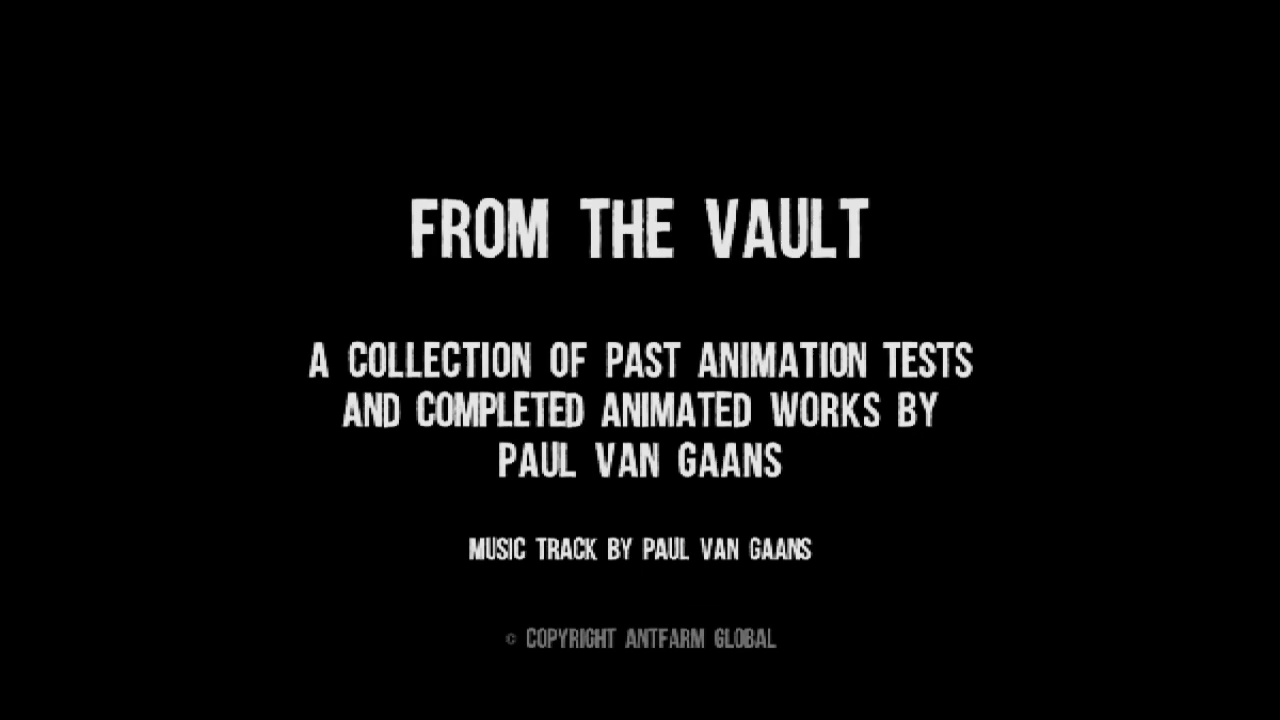 FROM THE VAULT
A COLLECTION OF PAST ANIMATION TESTS
AND COMPLETED ANIMATED WORKS BY
PAUL VAN GAANS
MUSIC TRACK BY PAUL VAN GAANS
© COPYRIGHT ANTFARM GLOBAL